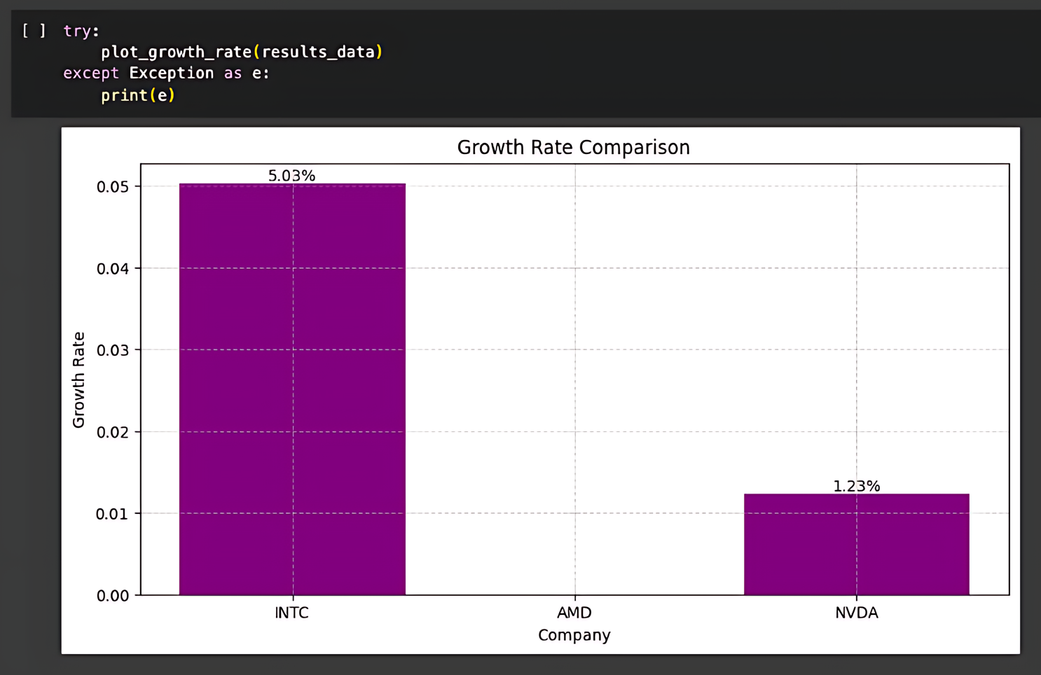 [ ] try:
plot_growth_rate(results_data)
except Exception as e:
print(e)
Growth Rate Comparison
5.03%
1.23%
0.05
0.04
0.03
0.02
0.01
0.00
Growth Rate
INTC AMD NVDA
Company